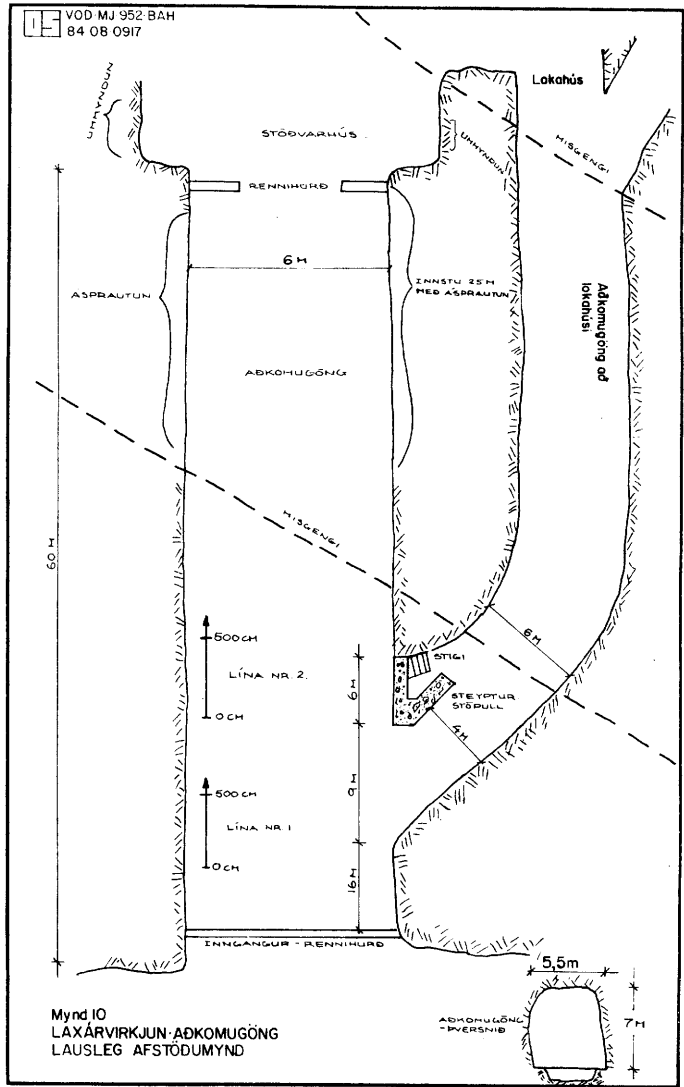 VOD-MJ 952-BAH
84 08 0917
Lokahús
UMMYNDUN
STÖÐVARHÚS
UMMYNDUN
MISGENGI
RENNIHURÐ
6 M
ÁSPRAUTUN
INNSTU 25M
MEÐ ÁSPRAUTUN
Aðkomugöng að
lokahúsi
AÐKOMUGÖNG
MISGENGI
60 M
500 CM
LÍNA NR. 2.
0 CM
STIGI
6 M
6 M
STEYPTUR
STÖPULL
4 M
9 M
500 CM
LÍNA NR. 1
0 CM
16 M
INNGANGUR - RENNIHURÐ
5,5m
AÐKOMUGÖNG
-ÞVERSNIÐ
7 M
Mynd 10
LAXÁRVIRKJUN-AÐKOMUGÖNG
LAUSLEG AFSTÖÐUMYND